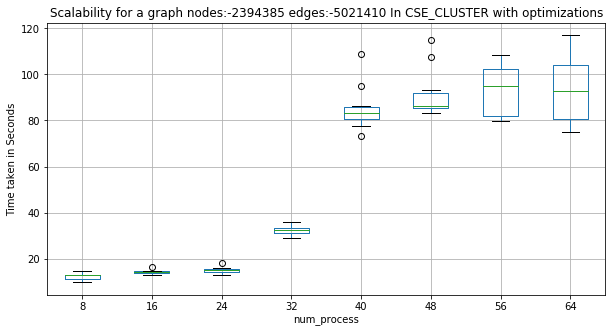 Scalability for a graph nodes:-2394385 edges:-5021410 In CSE_CLUSTER with optimizations
120
100
80
60
40
20
Time taken in Seconds
8 16 24 32 40 48 56 64
num_process